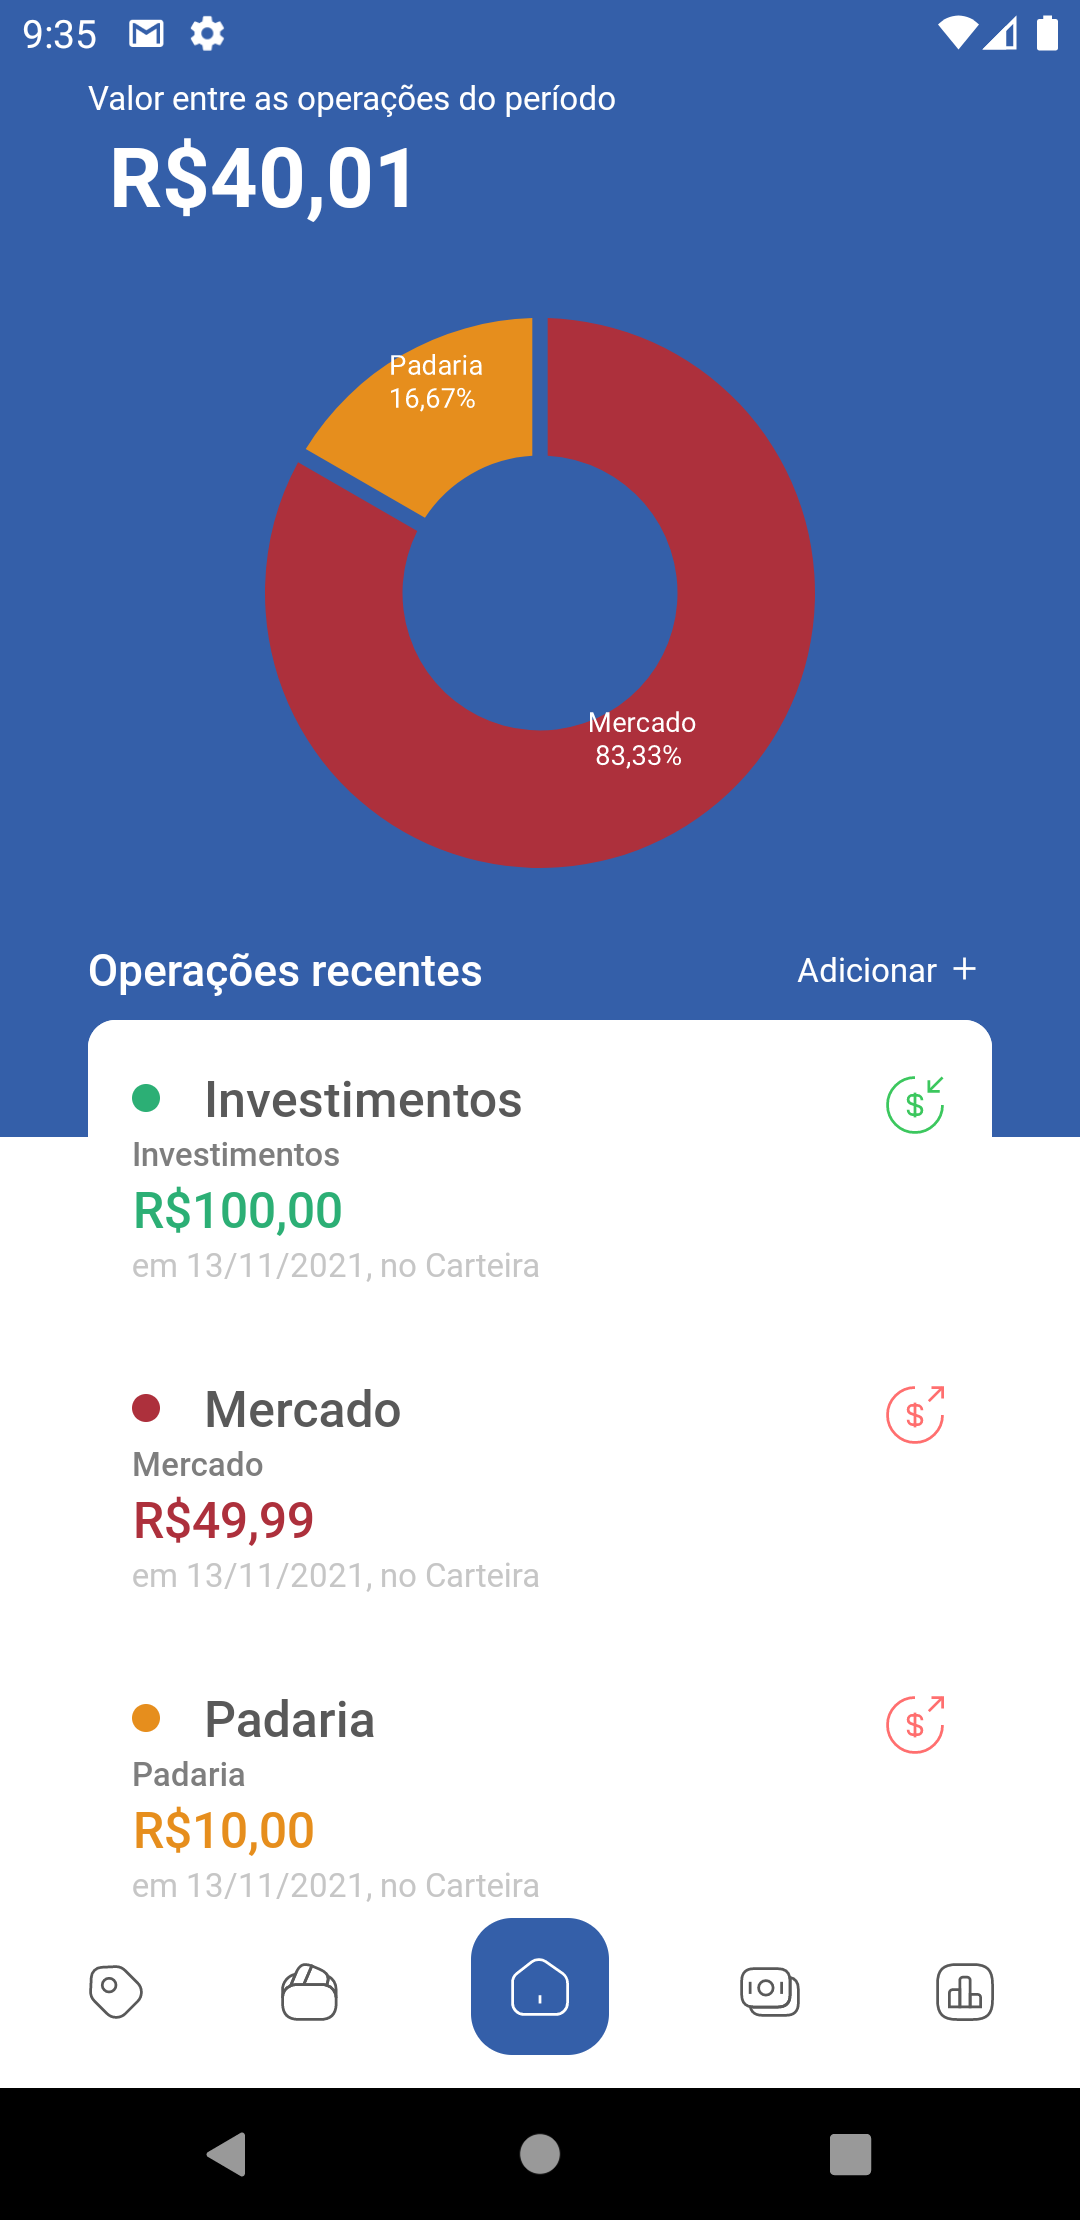 9:35
Valor entre as operações do período
R$40,01
Padaria
16,67%
Mercado
83,33%
Operações recentes
Adicionar +
Investimentos
Investimentos
R$100,00
em 13/11/2021, no Carteira
Mercado
Mercado
R$49,99
em 13/11/2021, no Carteira
Padaria
Padaria
R$10,00
em 13/11/2021, no Carteira